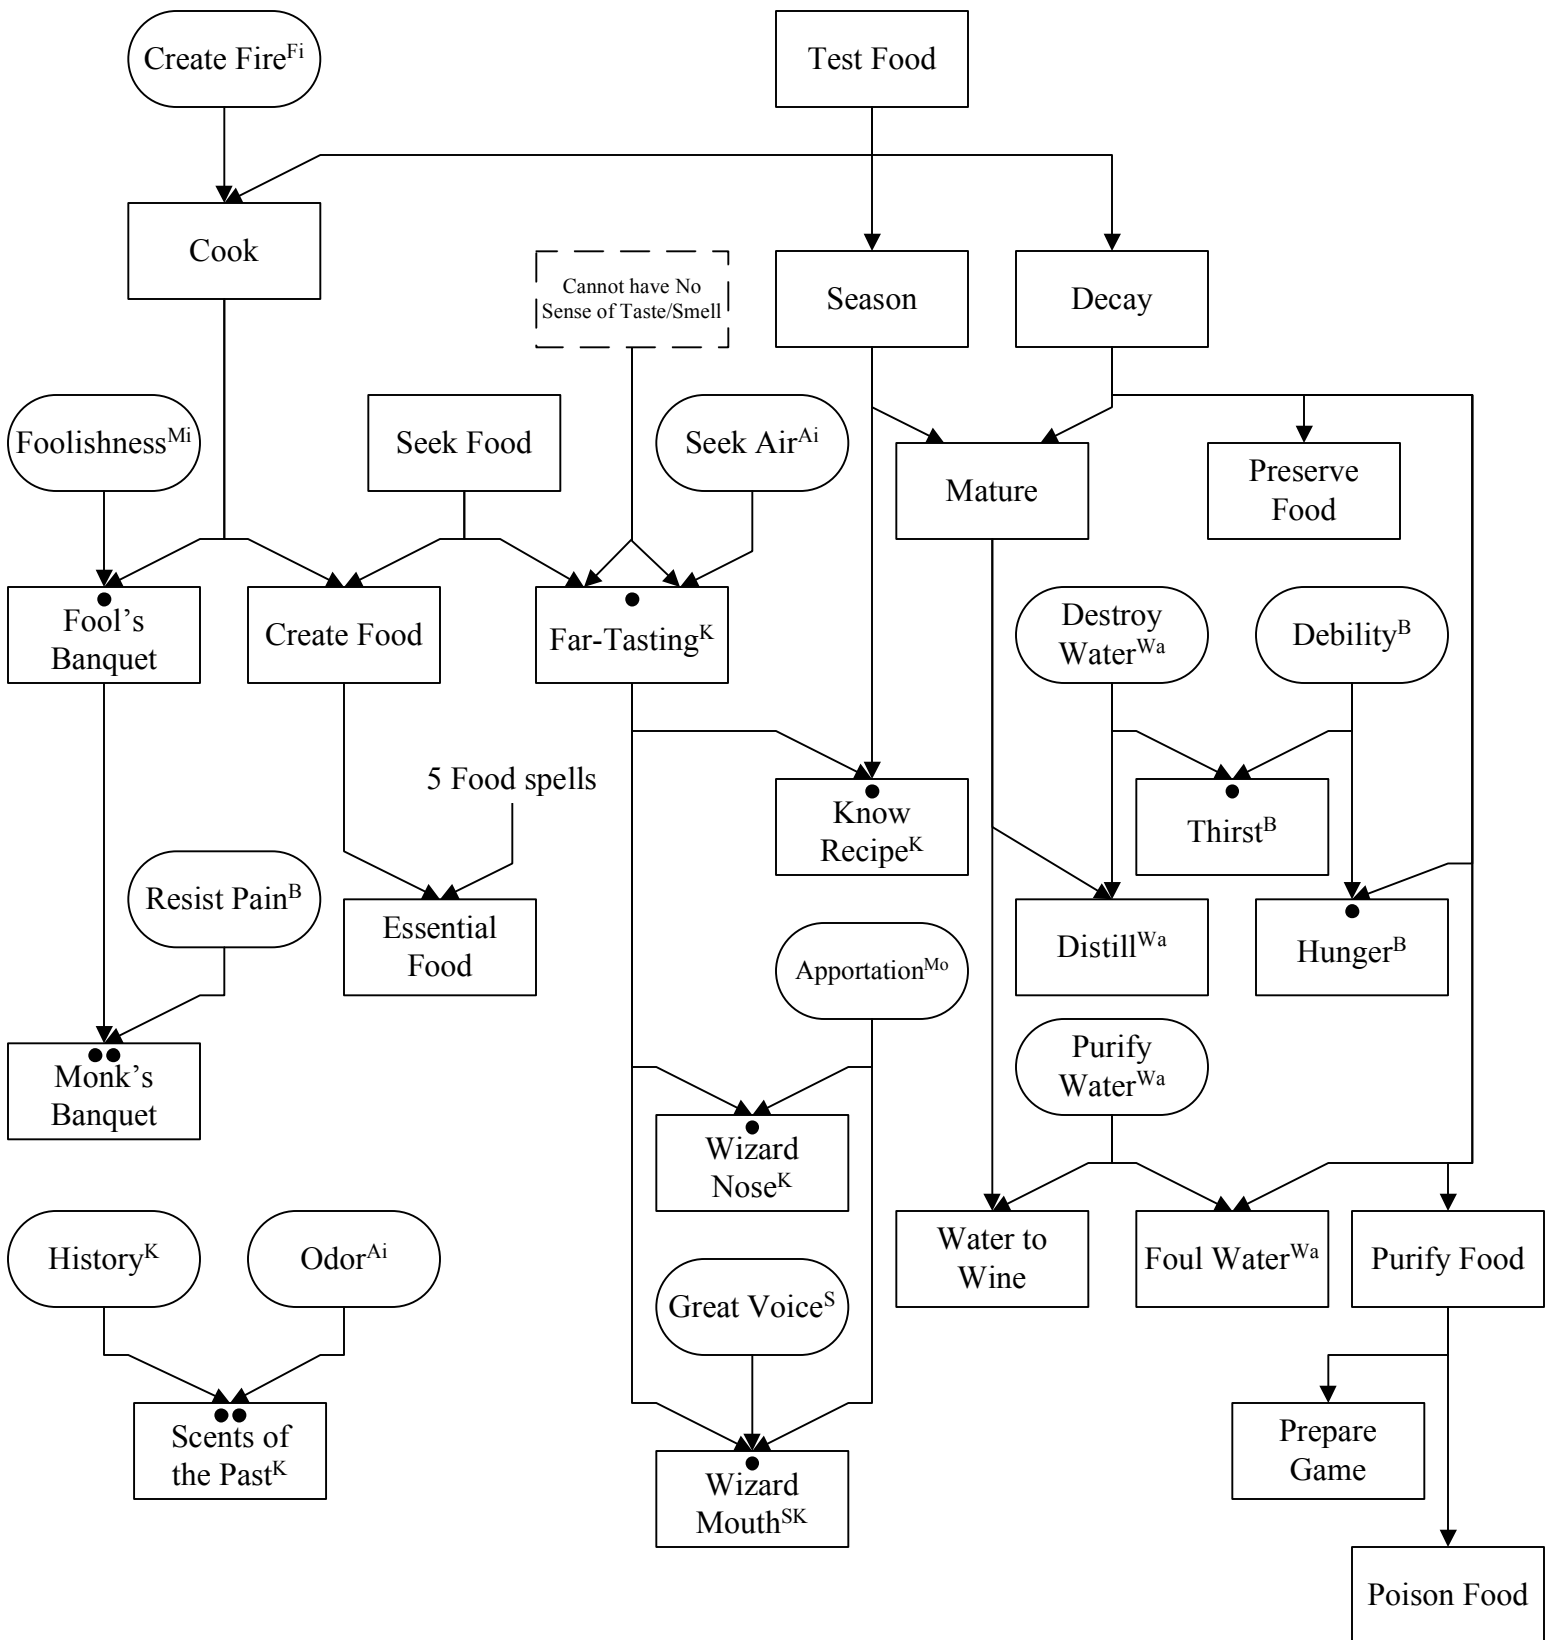 Create Fire^Fi
Test Food
Cook
Cannot have No
Sense of Taste/Smell
Season
Decay
Foolishness^Mi
Seek Food
Seek Air^Ai
Mature
Preserve
Food
Fool’s
Banquet
Create Food
Far-Tasting^K
Destroy
Water^Wa
Debility^B
5 Food spells
Know
Recipe^K
Thirst^B
Resist Pain^B
Essential
Food
Apportation^Mo
Distill^Wa
Hunger^B
Monk’s
Banquet
Purify
Water^Wa
Wizard
Nose^K
History^K
Odor^Ai
Water to
Wine
Foul Water^Wa
Purify Food
Great Voice^S
Scents of
the Past^K
Prepare
Game
Wizard
Mouth^SK
Poison Food